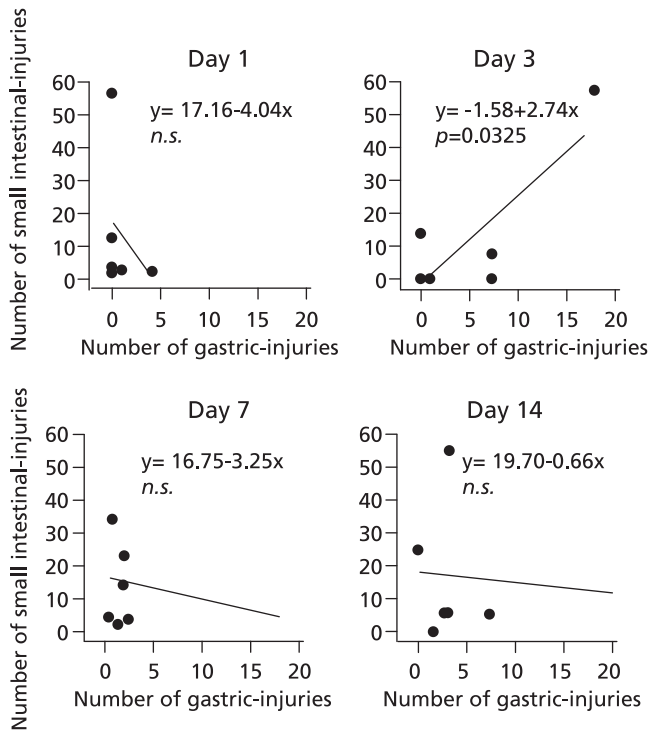 Day 1
Number of small intestinal-injuries
60
50
40
30
20
10
0
y= 17.16-4.04x
n.s.
0 5 10 15 20
Number of gastric-injuries
Day 3
60
50
40
30
20
10
0
y= -1.58+2.74x
p=0.0325
0 5 10 15 20
Number of gastric-injuries
Day 7
Number of small intestinal-injuries
60
50
40
30
20
10
0
y= 16.75-3.25x
n.s.
0 5 10 15 20
Number of gastric-injuries
Day 14
60
50
40
30
20
10
0
y= 19.70-0.66x
n.s.
0 5 10 15 20
Number of gastric-injuries